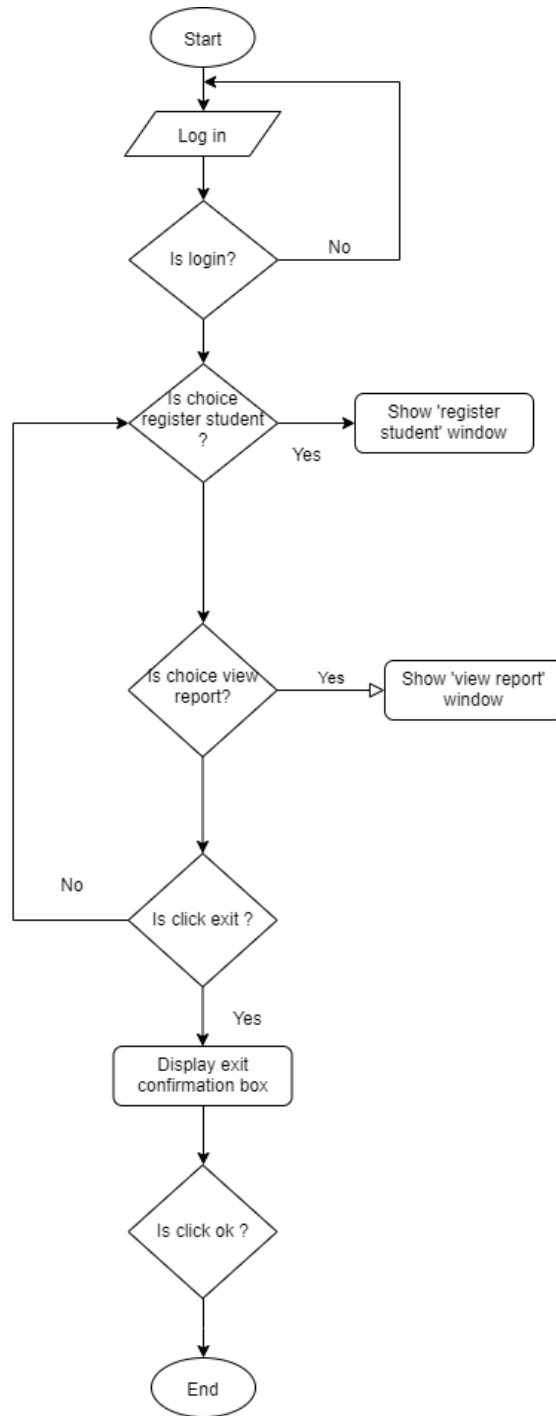 Start
Log in
Is login?
No
Is choice
register student
?
Yes
Show 'register
student' window
Is choice view
report?
Yes
Show 'view report'
window
No
Is click exit ?
Yes
Display exit
confirmation box
Is click ok ?
End